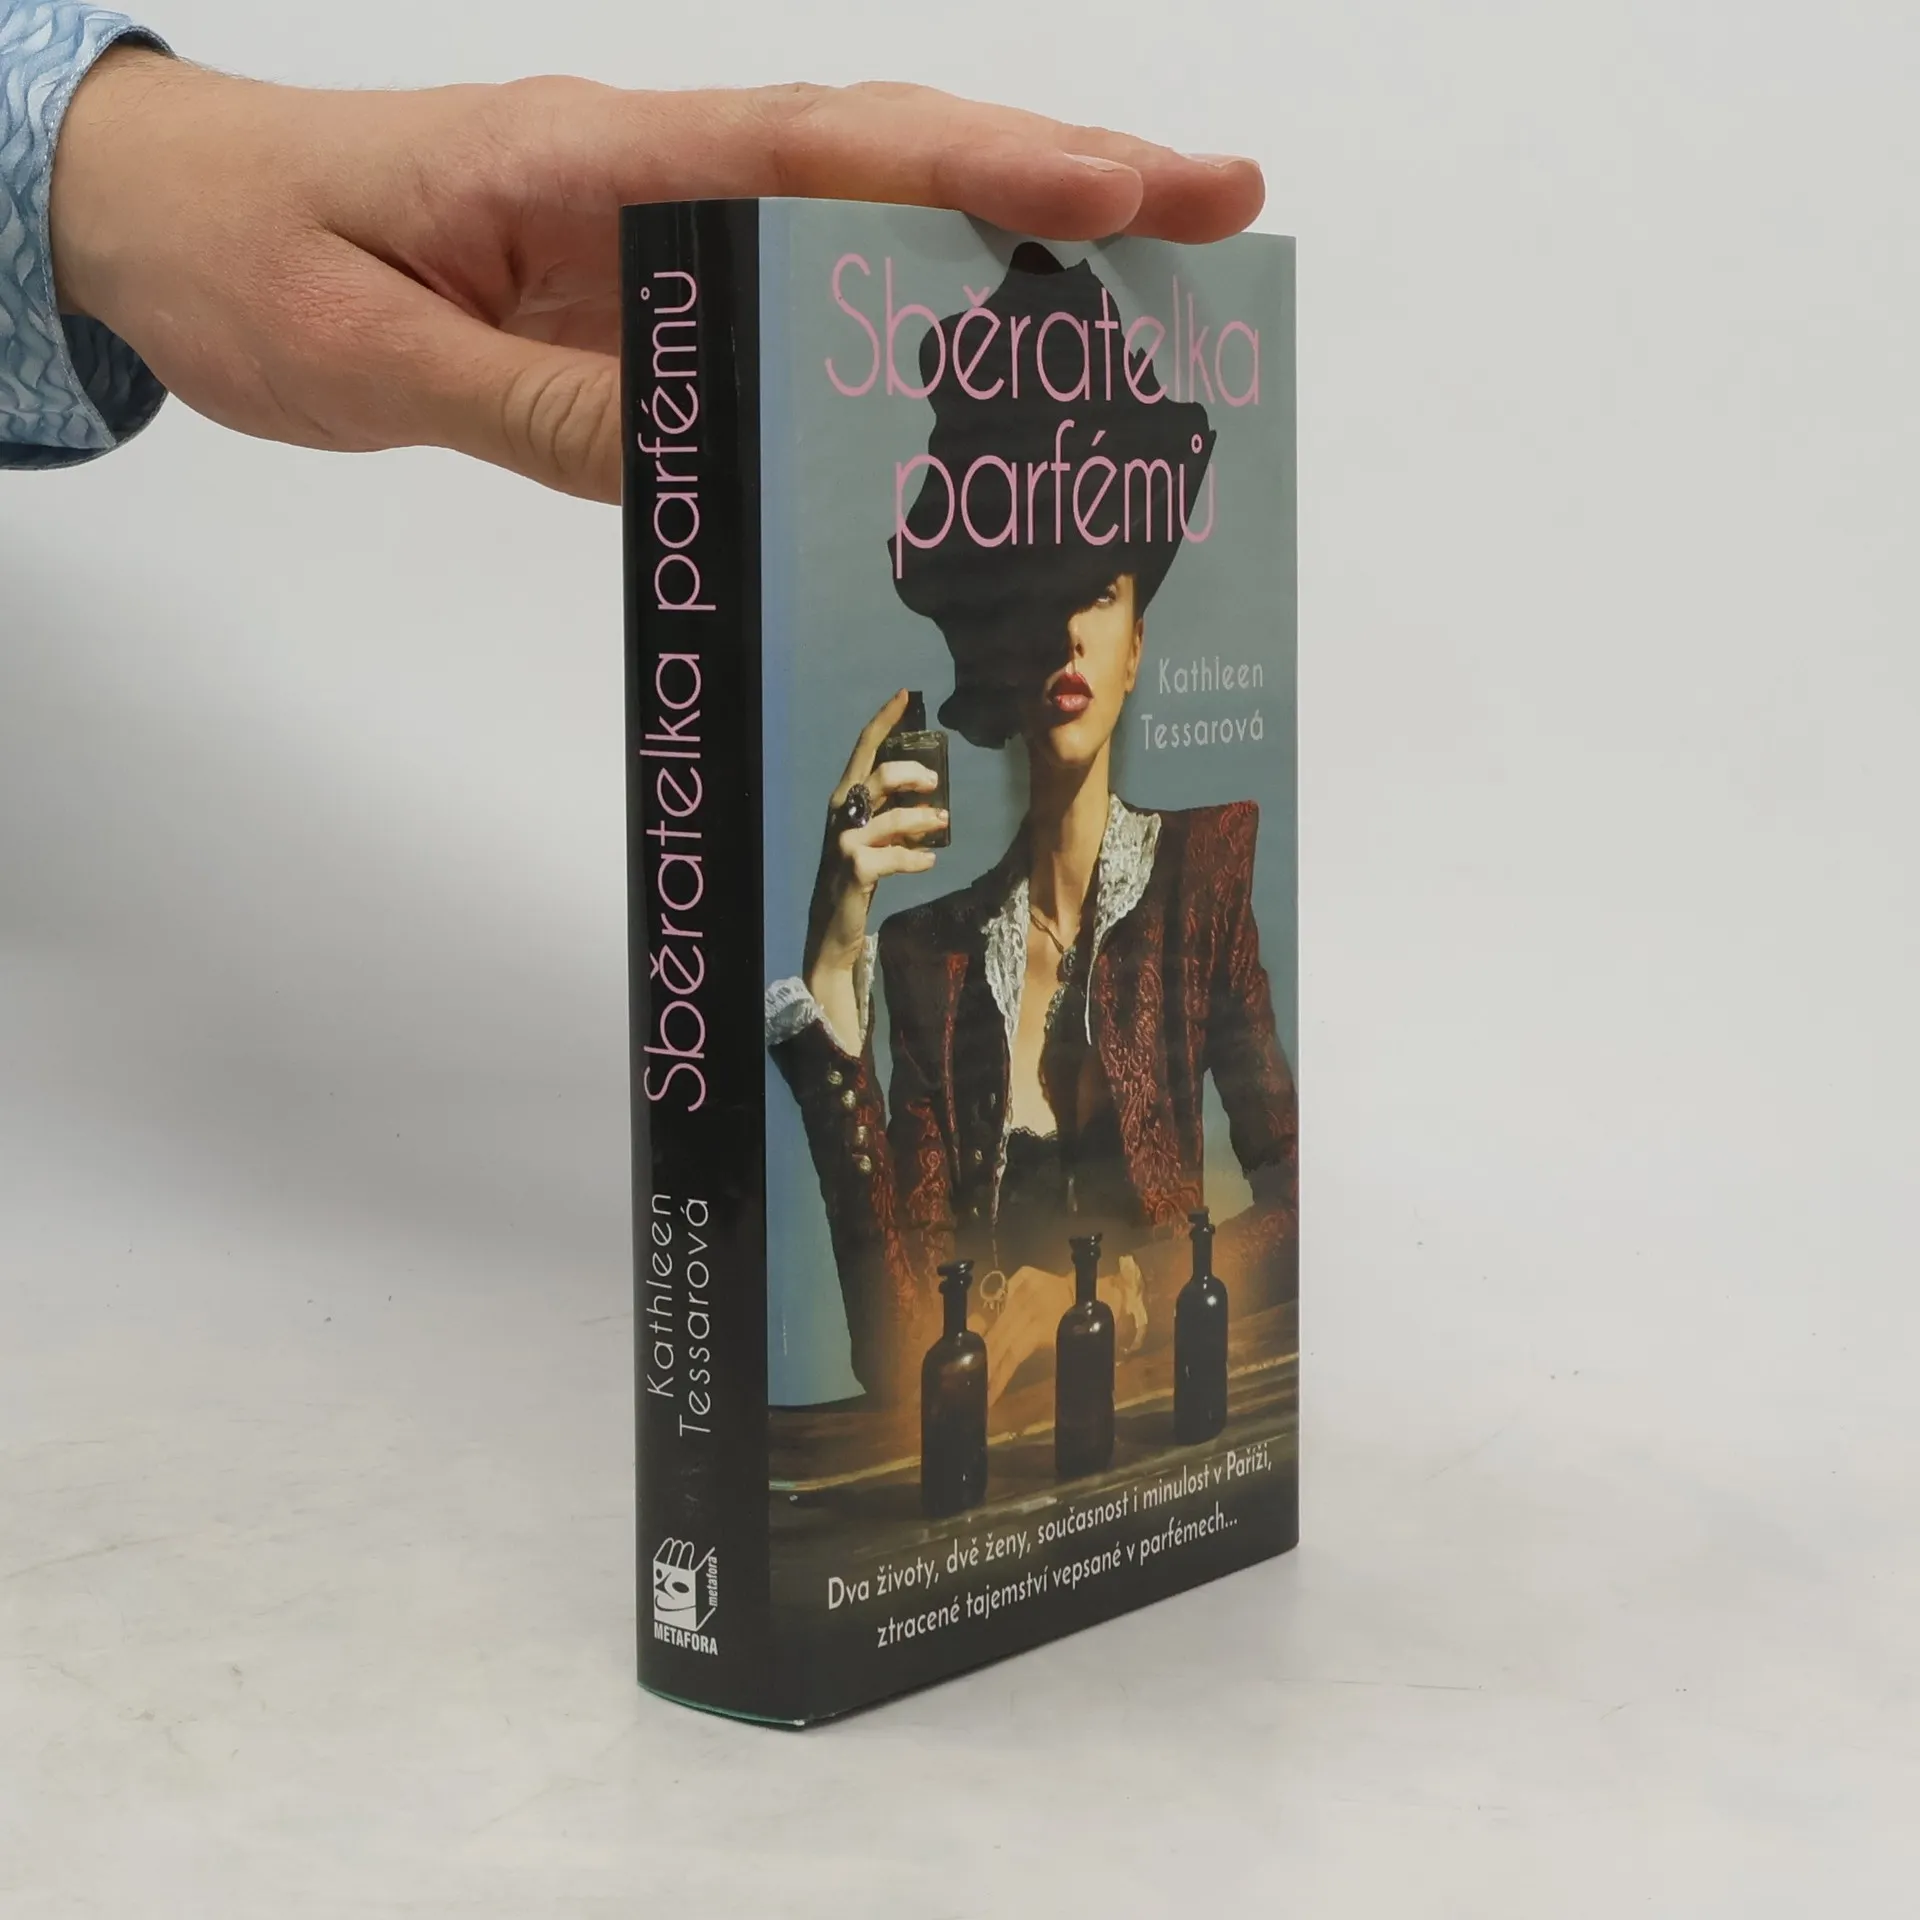 Sběratelka parfémů
Kathleen
Tessarová
metafora
METAFORA
Sběratelka
parfémů
Kathleen
Tessarová
Dva životy, dvě ženy, současnost i minulost v Paříži,
ztracené tajemství vepsané v parfémech...